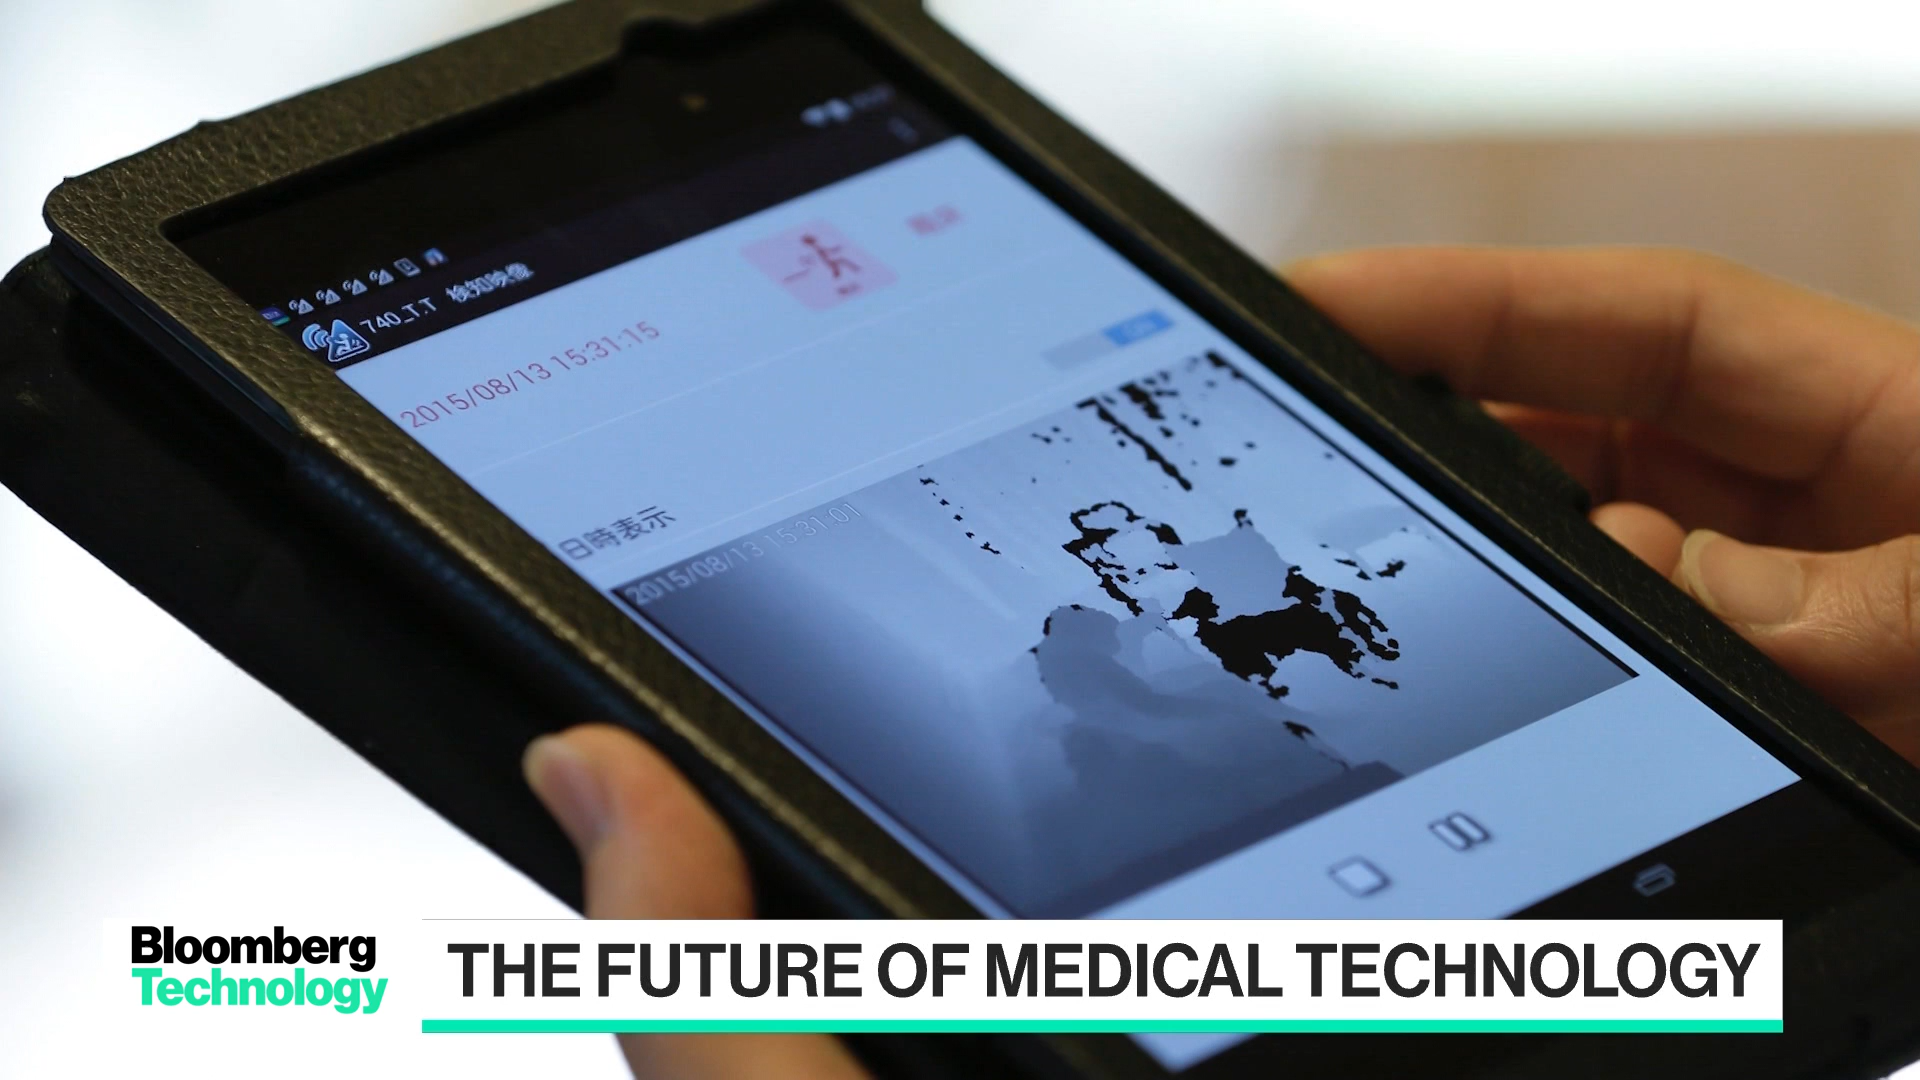 740_T.T 検知映像
2015/08/13 15:31:15
日時表示
2015/08/13 15:31:01
Bloomberg
Technology
THE FUTURE OF MEDICAL TECHNOLOGY